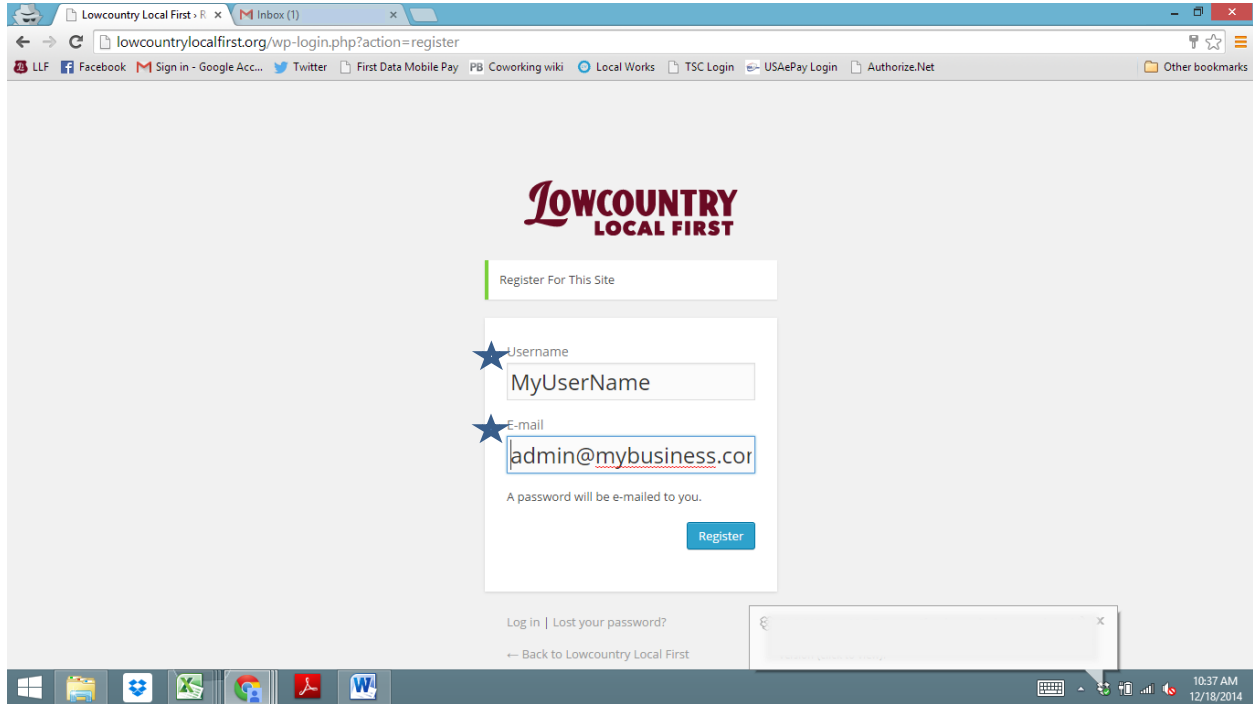 Lowcountry Local First › R
Inbox (1)
lowcountrylocalfirst.org/wp-login.php?action=register
LLF Facebook Sign in - Google Acc... Twitter First Data Mobile Pay PB Coworking wiki Local Works TSC Login USAePay Login Authorize.Net Other bookmarks
LOWCOUNTRY
LOCAL FIRST
Register For This Site
Username
MyUserName
E-mail
admin@mybusiness.com
A password will be e-mailed to you.
Register
Log in | Lost your password?
← Back to Lowcountry Local First
10:37 AM
12/18/2014